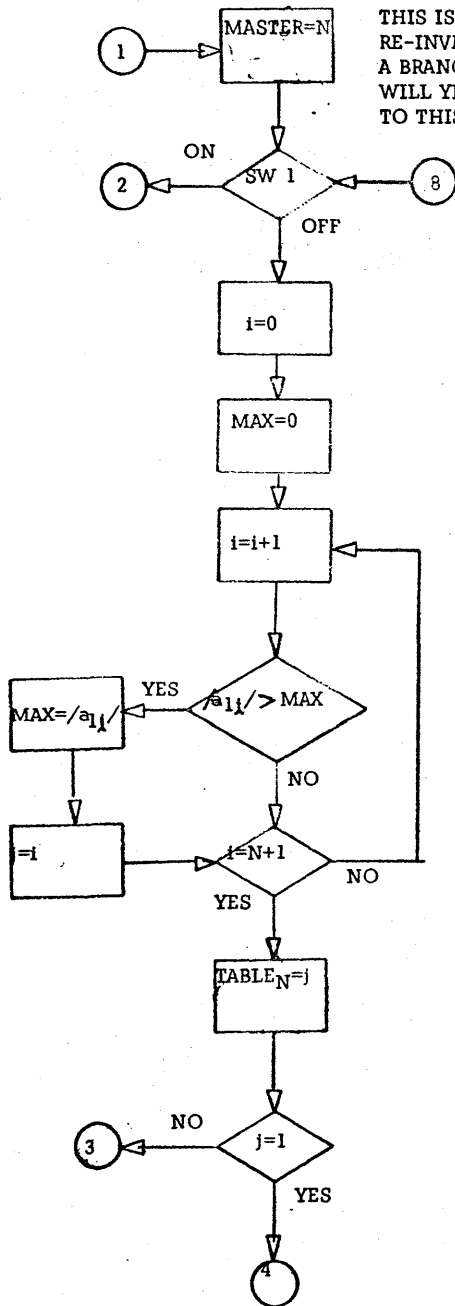 THIS IS
RE-INVE
A BRANC
WILL YI
TO THIS
1
MASTER=N
ON
2
SW 1
8
OFF
i=0
MAX=0
i=i+1
YES
/a1i/ > MAX
MAX=/a1i/
NO
j=i
i=N+1
NO
YES
TABLEN=j
NO
3
j=1
YES
4